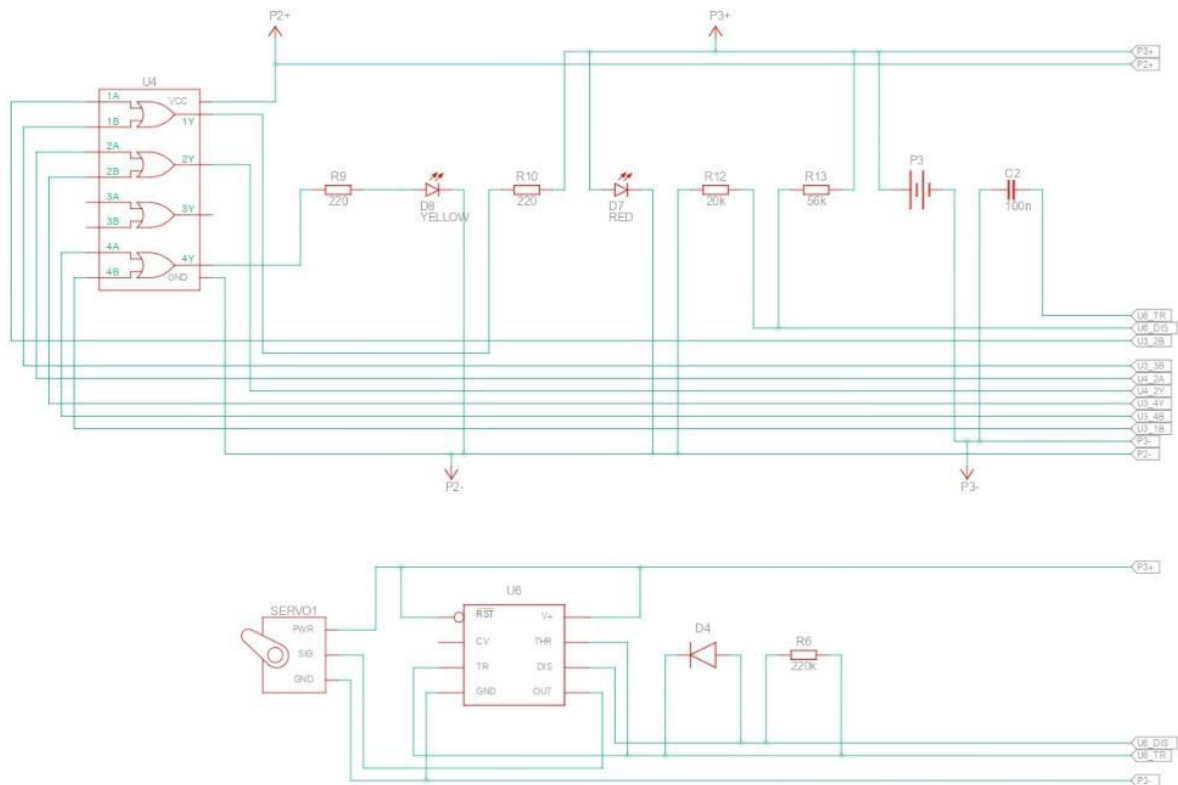 P2+
P3+
P3+
P2+
U4
1A
VCC
1B
1Y
2A
2Y
2B
3A
3Y
3B
4A
4Y
4B
GND
R9
220
D8
YELLOW
R10
220
D7
RED
R12
20k
R13
56k
P3
C2
100n
U6_TR
U6_DIS
U3_2B
U3_3B
U4_2A
U4_2Y
U3_4Y
U3_4B
U3_1B
P3-
P2-
P2-
P3-
P3+
SERVO1
PWR
SIG
GND
U6
RST
V+
CV
THR
TR
DIS
GND
OUT
D4
R6
220k
U6_DIS
U6_TR
P3-